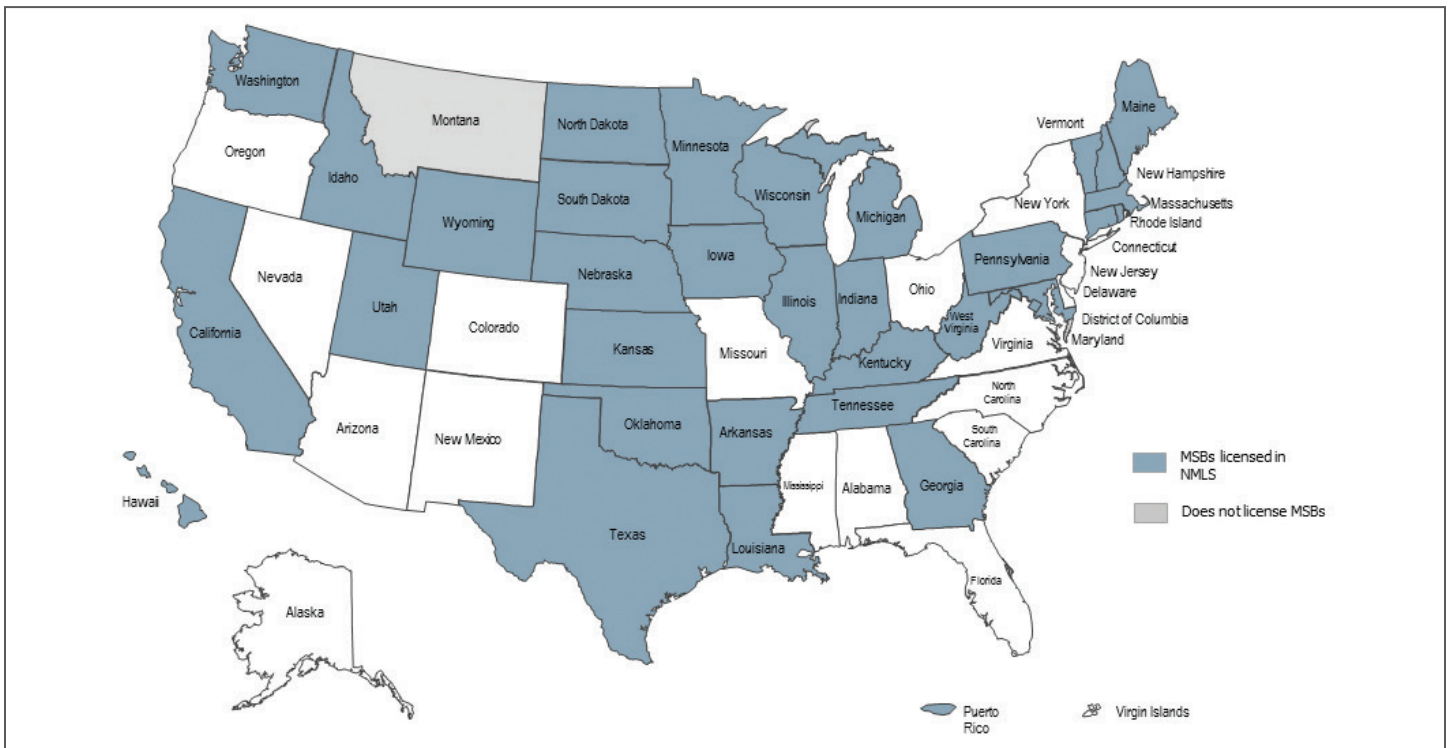 Washington
Montana
North Dakota
Minnesota
Vermont
Maine
Oregon
Idaho
Wisconsin
New Hampshire
South Dakota
Massachusetts
New York
Michigan
Wyoming
Rhode Island
Connecticut
Iowa
Pennsylvania
New Jersey
Nevada
Nebraska
Ohio
Delaware
Utah
Illinois
Indiana
California
Colorado
West
Virginia
District of Columbia
Kansas
Missouri
Virginia
Maryland
Kentucky
North
Carolina
Tennessee
Arizona
New Mexico
Oklahoma
Arkansas
South
Carolina
MSBs licensed in
NMLS
Mississippi
Alabama
Georgia
Hawaii
Does not license MSBs
Texas
Louisiana
Florida
Alaska
Puerto
Rico
Virgin Islands